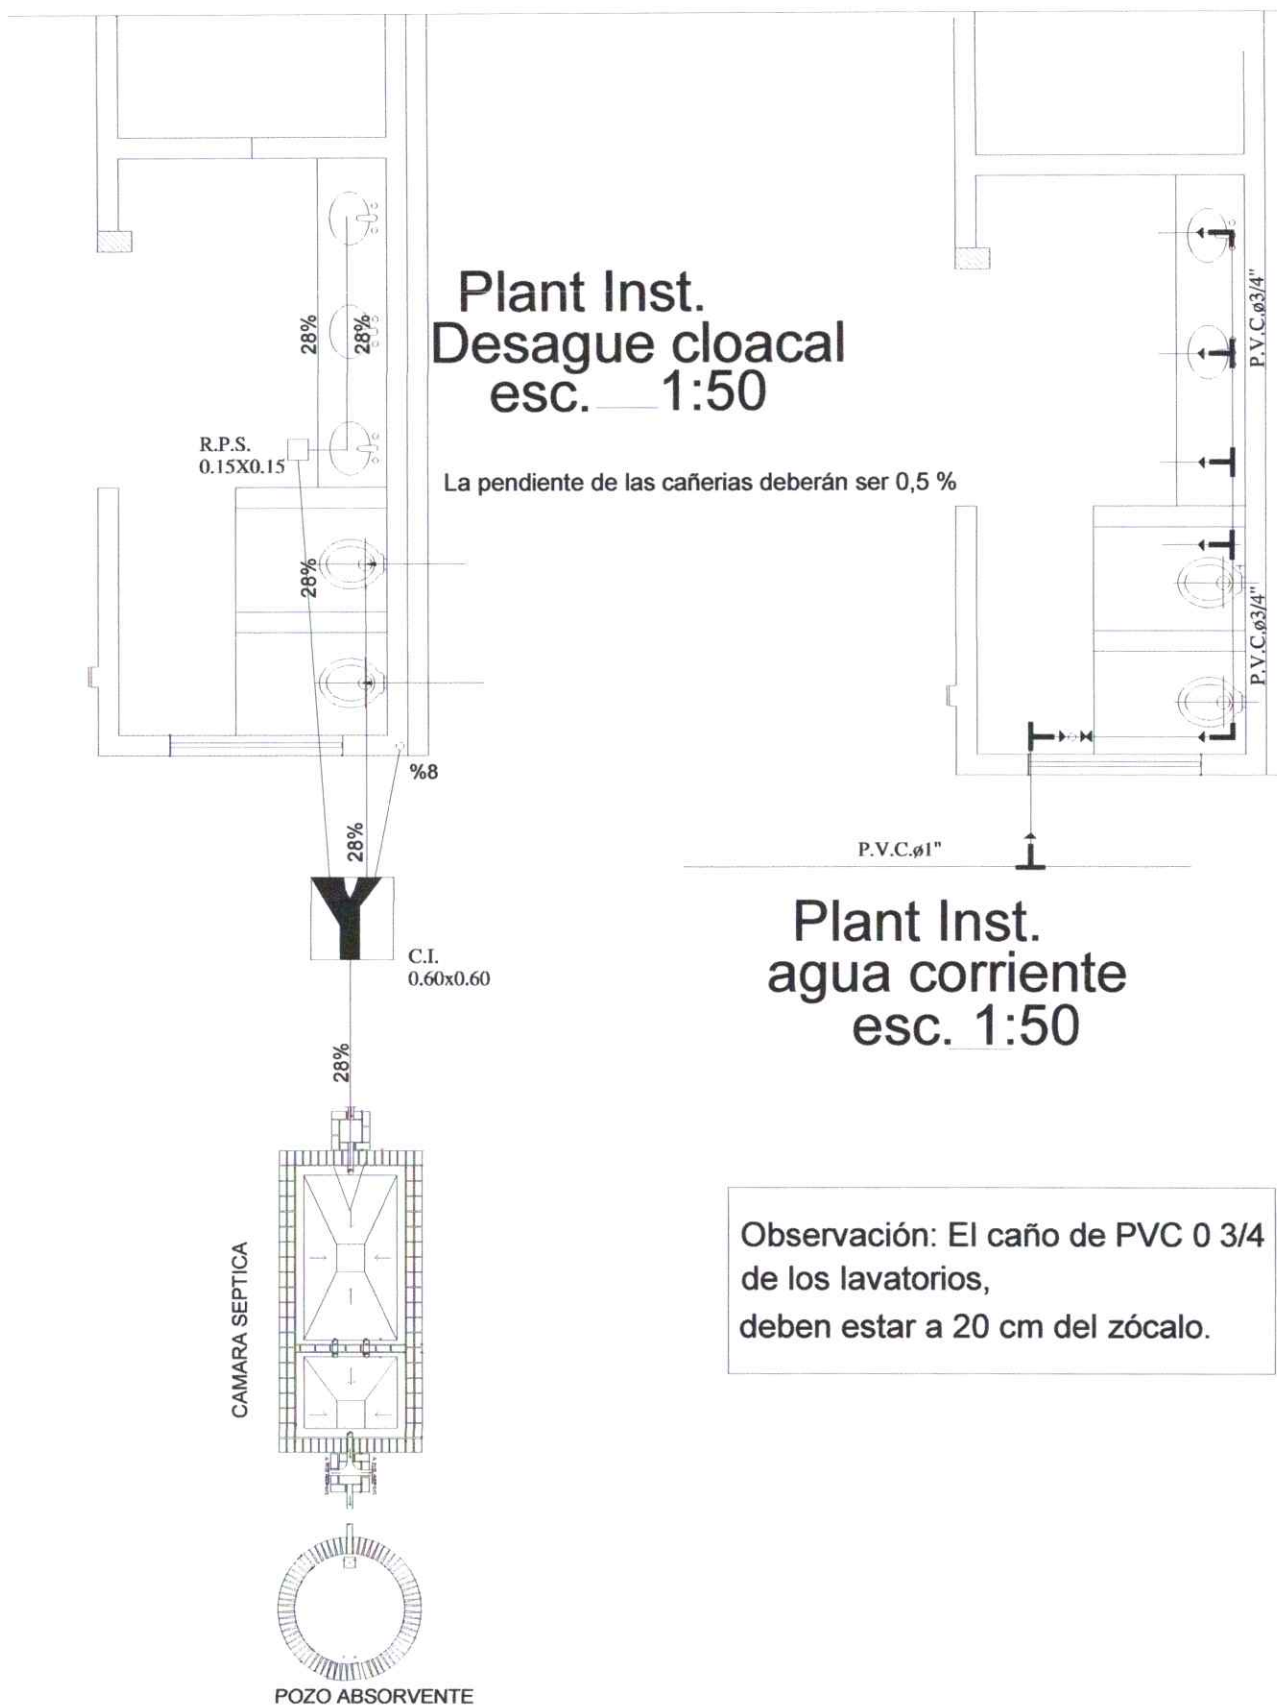 Plant Inst.
Desague cloacal
esc. 1:50
La pendiente de las cañerias deberán ser 0,5 %
28%
28%
R.P.S.
0.15X0.15
28%
%8
28%
C.I.
0.60x0.60
28%
CAMARA SEPTICA
POZO ABSORVENTE
P.V.C.ø3/4"
P.V.C.ø3/4"
P.V.C.ø1"
Plant Inst.
agua corriente
esc. 1:50
Observación: El caño de PVC 0 3/4
de los lavatorios,
deben estar a 20 cm del zócalo.